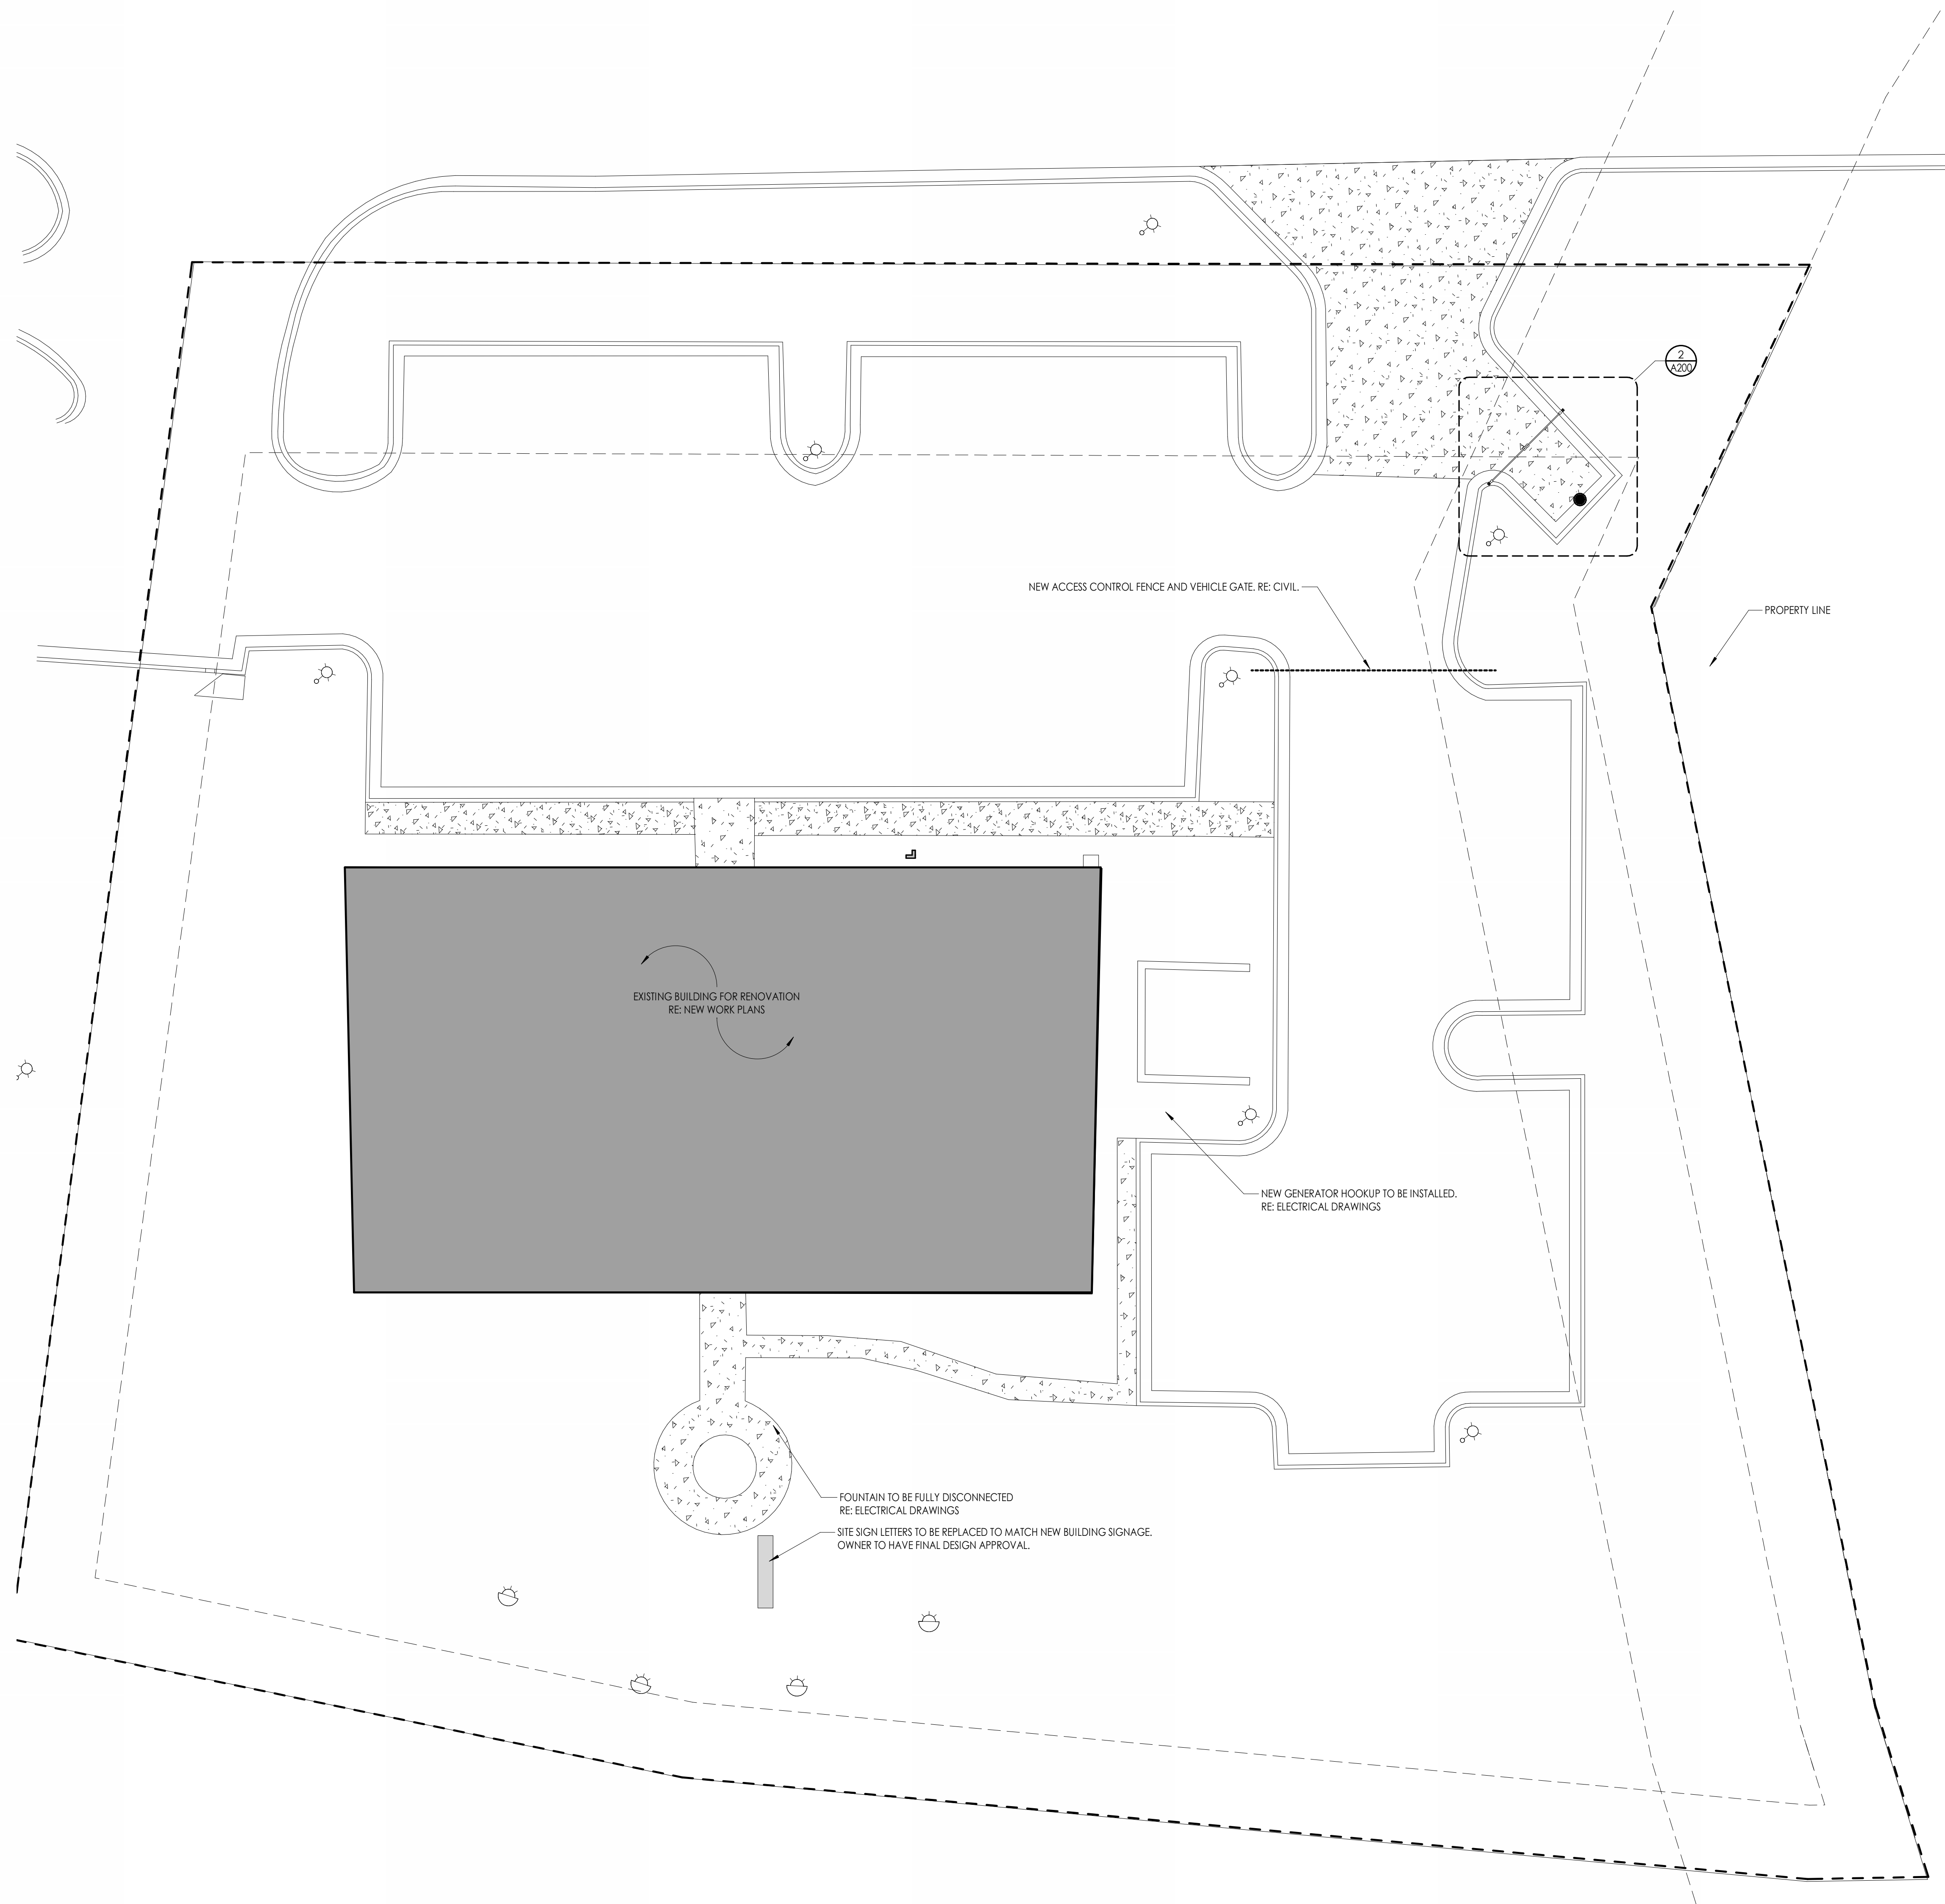 2
A200
NEW ACCESS CONTROL FENCE AND VEHICLE GATE. RE: CIVIL.
PROPERTY LINE
EXISTING BUILDING FOR RENOVATION
RE: NEW WORK PLANS
NEW GENERATOR HOOKUP TO BE INSTALLED.
RE: ELECTRICAL DRAWINGS
FOUNTAIN TO BE FULLY DISCONNECTED
RE: ELECTRICAL DRAWINGS
SITE SIGN LETTERS TO BE REPLACED TO MATCH NEW BUILDING SIGNAGE.
OWNER TO HAVE FINAL DESIGN APPROVAL.